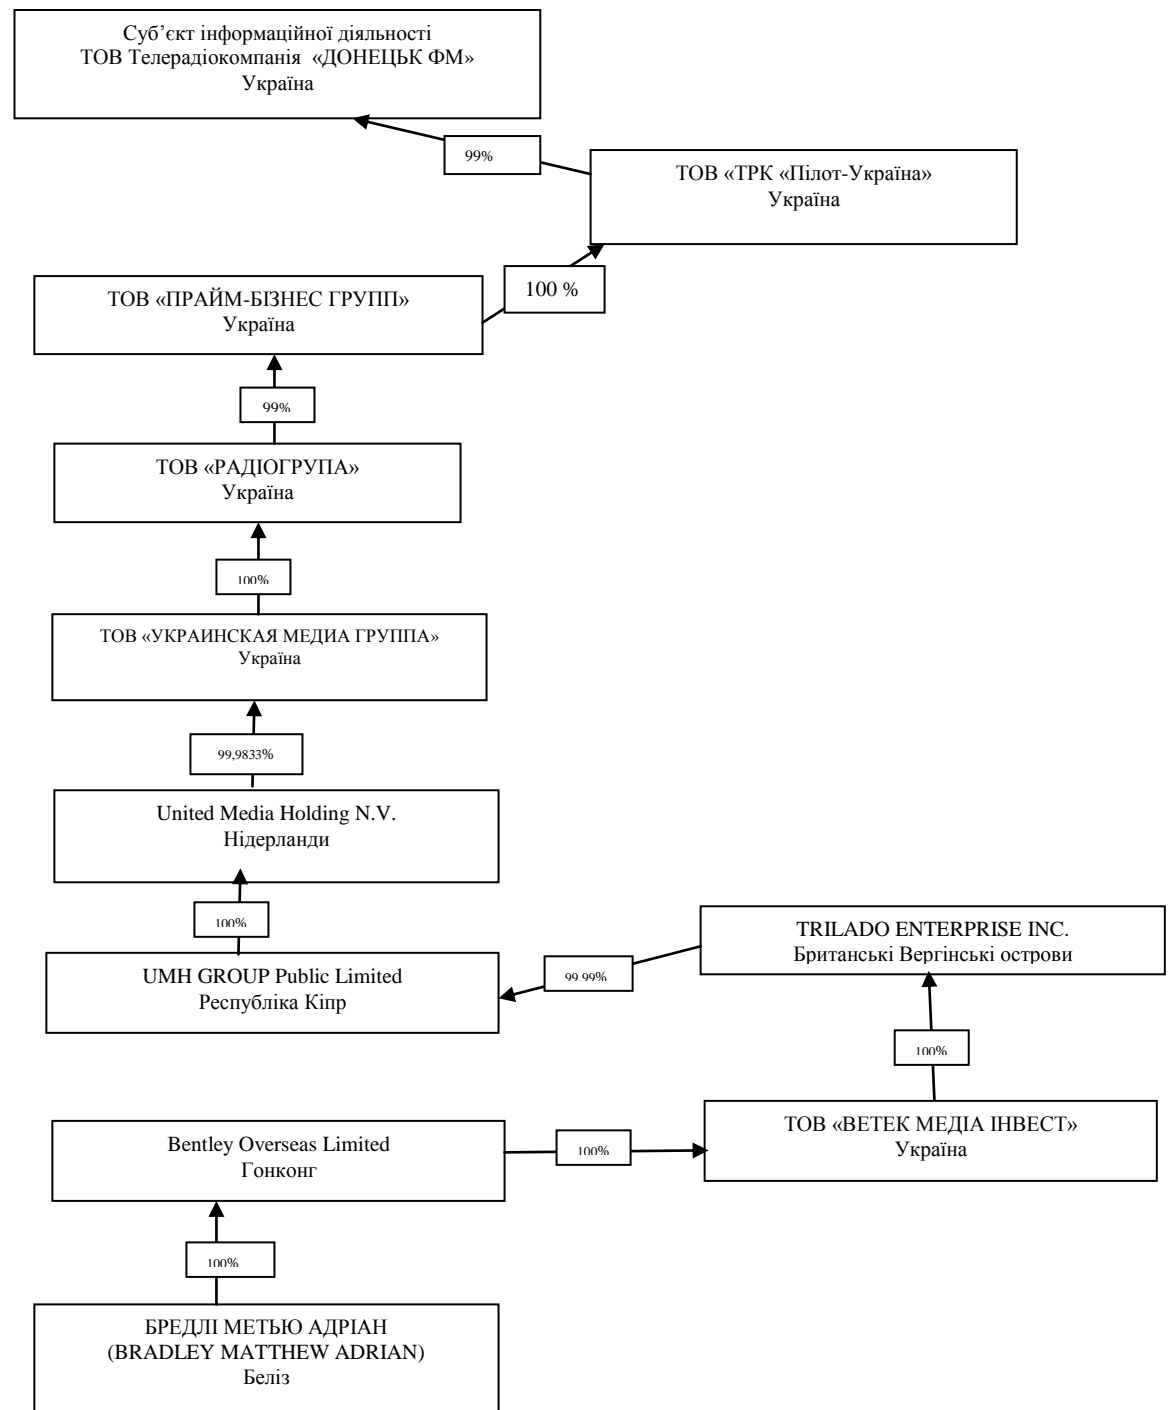 Суб’єкт інформаційної діяльності
ТОВ Телерадіокомпанія «ДОНЕЦЬК ФМ»
Україна
99%
ТОВ «ТРК «Пілот-Україна»
Україна
100 %
ТОВ «ПРАЙМ-БІЗНЕС ГРУПП»
Україна
99%
ТОВ «РАДІОГРУПА»
Україна
100%
ТОВ «УКРАИНСКАЯ МЕДИА ГРУППА»
Україна
99,9833%
United Media Holding N.V.
Нідерланди
100%
TRILADO ENTERPRISE INC.
Британські Вергінські острови
UMH GROUP Public Limited
Республіка Кіпр
99.99%
100%
ТОВ «ВЕТЕК МЕДІА ІНВЕСТ»
Україна
Bentley Overseas Limited
Гонконг
100%
100%
БРЕДЛІ МЕТЬЮ АДРІАН
(BRADLEY MATTHEW ADRIAN)
Беліз